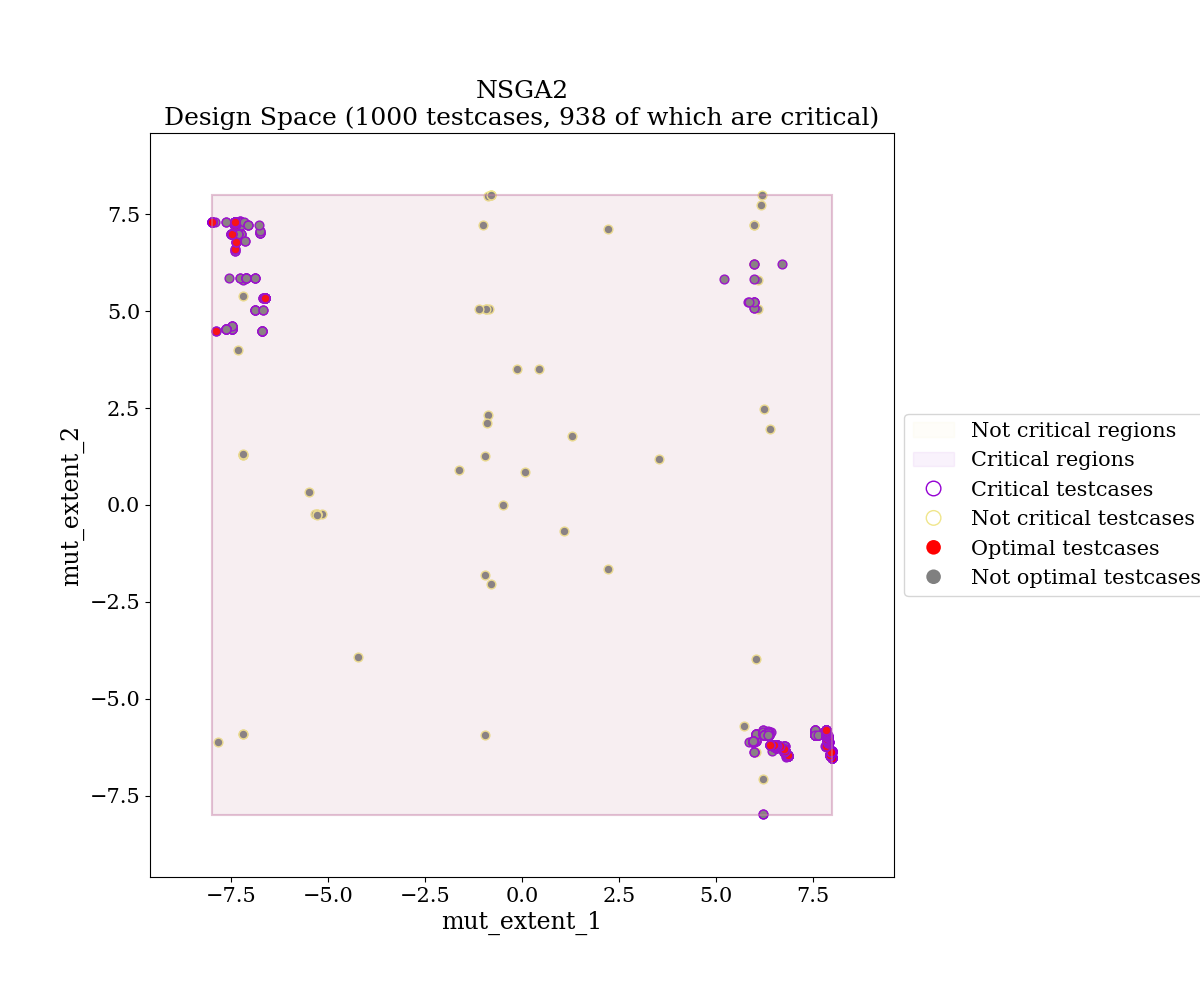 NSGA2
Design Space (1000 testcases, 938 of which are critical)
7.5
5.0
2.5
0.0
−2.5
−5.0
−7.5
mut_extent_2
−7.5
−5.0
−2.5
0.0
2.5
5.0
7.5
mut_extent_1
Not critical regions
Critical regions
Critical testcases
Not critical testcases
Optimal testcases
Not optimal testcases